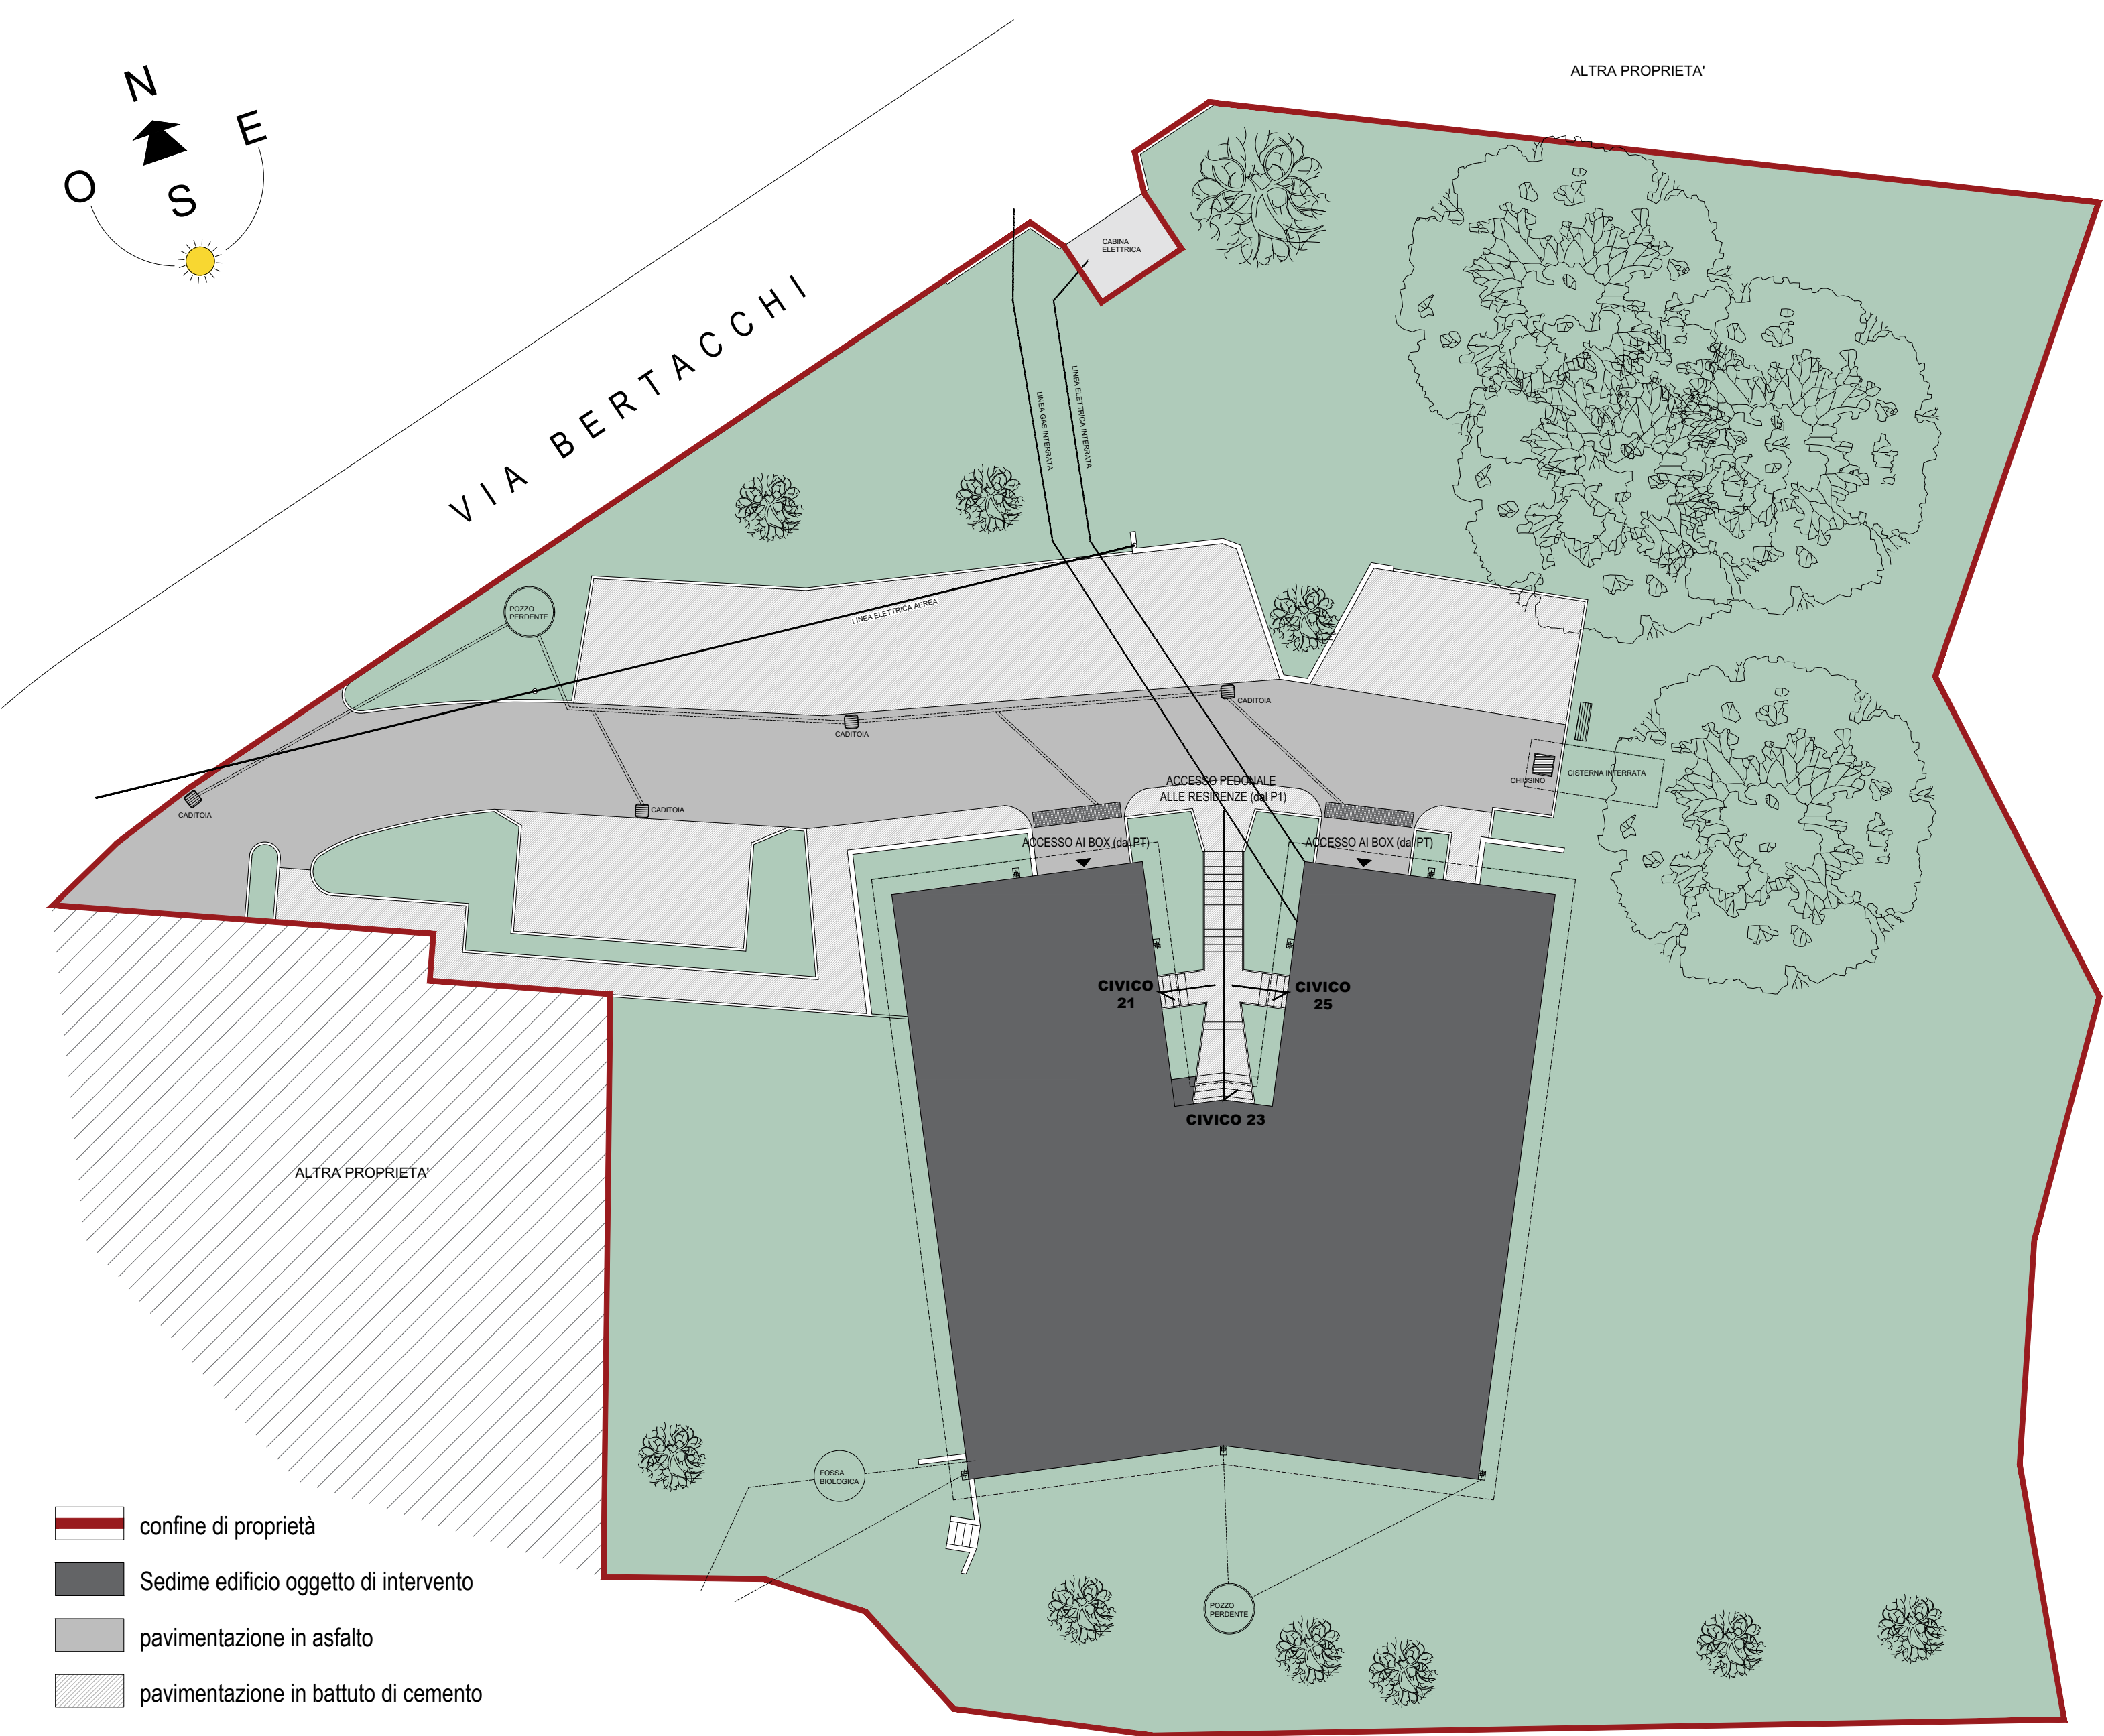 ALTRA PROPRIETA'
N
E
O
S
VIA BERTACCHI
CABINA
ELETTRICA
LINEA GAS INTERRATA
LINEA ELETTRICA INTERRATA
POZZO
PERDENTE
LINEA ELETTRICA AEREA
CADITOIA
CADITOIA
CADITOIA
CADITOIA
CHIUSINO
CISTERNA INTERRATA
ACCESSO PEDONALE
ALLE RESIDENZE (dal P1)
ACCESSO AI BOX (dal PT)
ACCESSO AI BOX (dal PT)
CIVICO
21
CIVICO
25
CIVICO 23
ALTRA PROPRIETA'
FOSSA
BIOLOGICA
POZZO
PERDENTE
confine di proprietà
Sedime edificio oggetto di intervento
pavimentazione in asfalto
pavimentazione in battuto di cemento